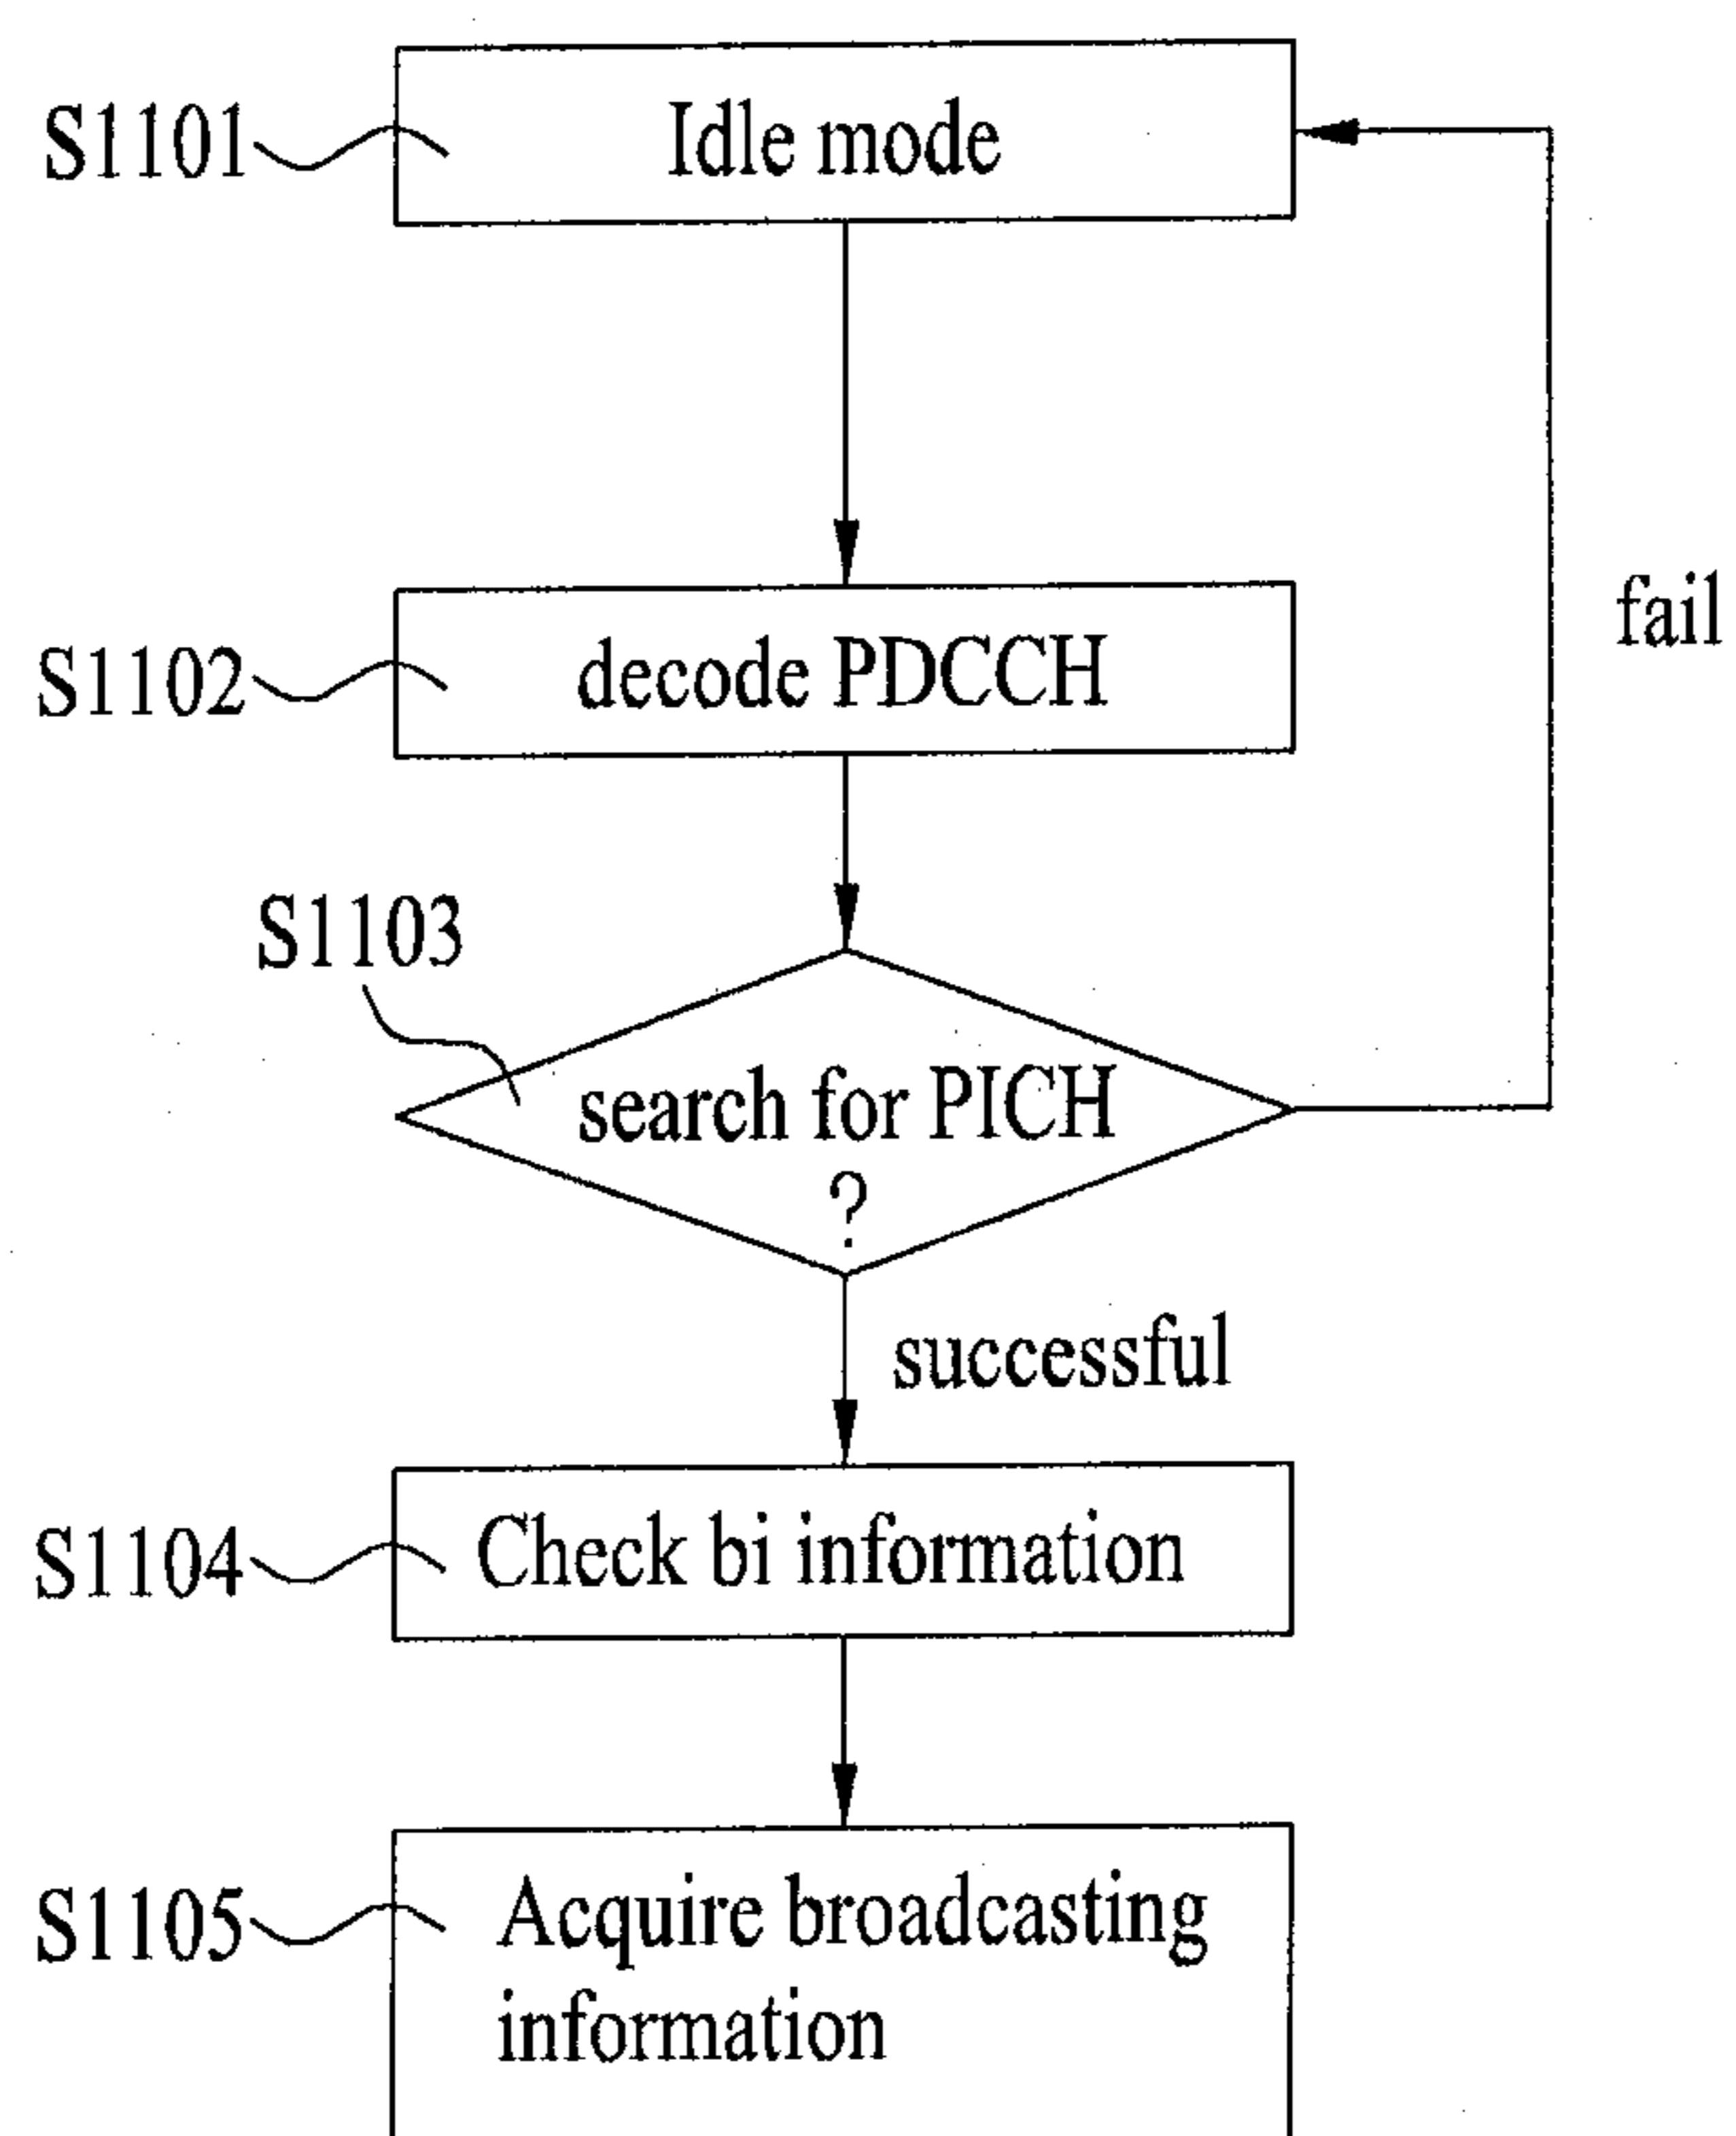 S1101
Idle mode
S1102
decode PDCCH
fail
S1103
search for PICH
?
successful
S1104
Check bi information
S1105
Acquire broadcasting
information